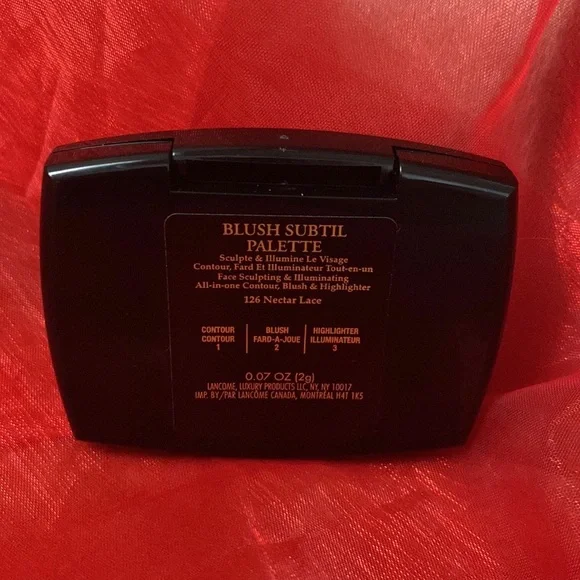 BLUSH SUBTIL
PALETTE
Sculpte & Illumine Le Visage
Contour, Fard Et Illuminateur Tout-en-un
Face Sculpting & Illuminating
All-in-one Contour, Blush & Highlighter
126 Nectar Lace
CONTOUR BLUSH HIGHLIGHTER
CONTOUR FARD-A-JOUE ILLUMINATEUR
1 2 3
0.07 OZ (2g)
LANCOME, LUXURY PRODUCTS LLC, NY, NY 10017
IMP. BY/PAR LANCÔME CANADA, MONTRÉAL H4T 1K5